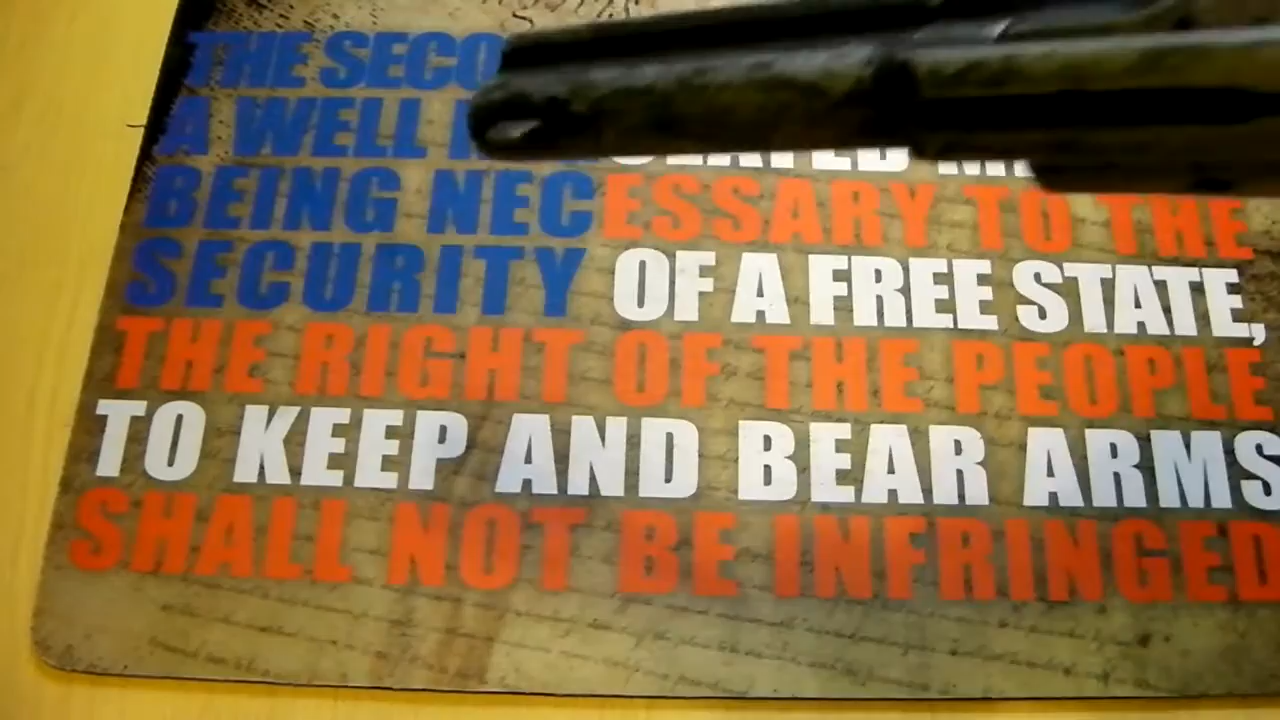 THE SECO
A WELL
BEING NECESSARY TO THE
SECURITY OF A FREE STATE,
THE RIGHT OF THE PEOPLE
TO KEEP AND BEAR ARMS
SHALL NOT BE INFRINGED